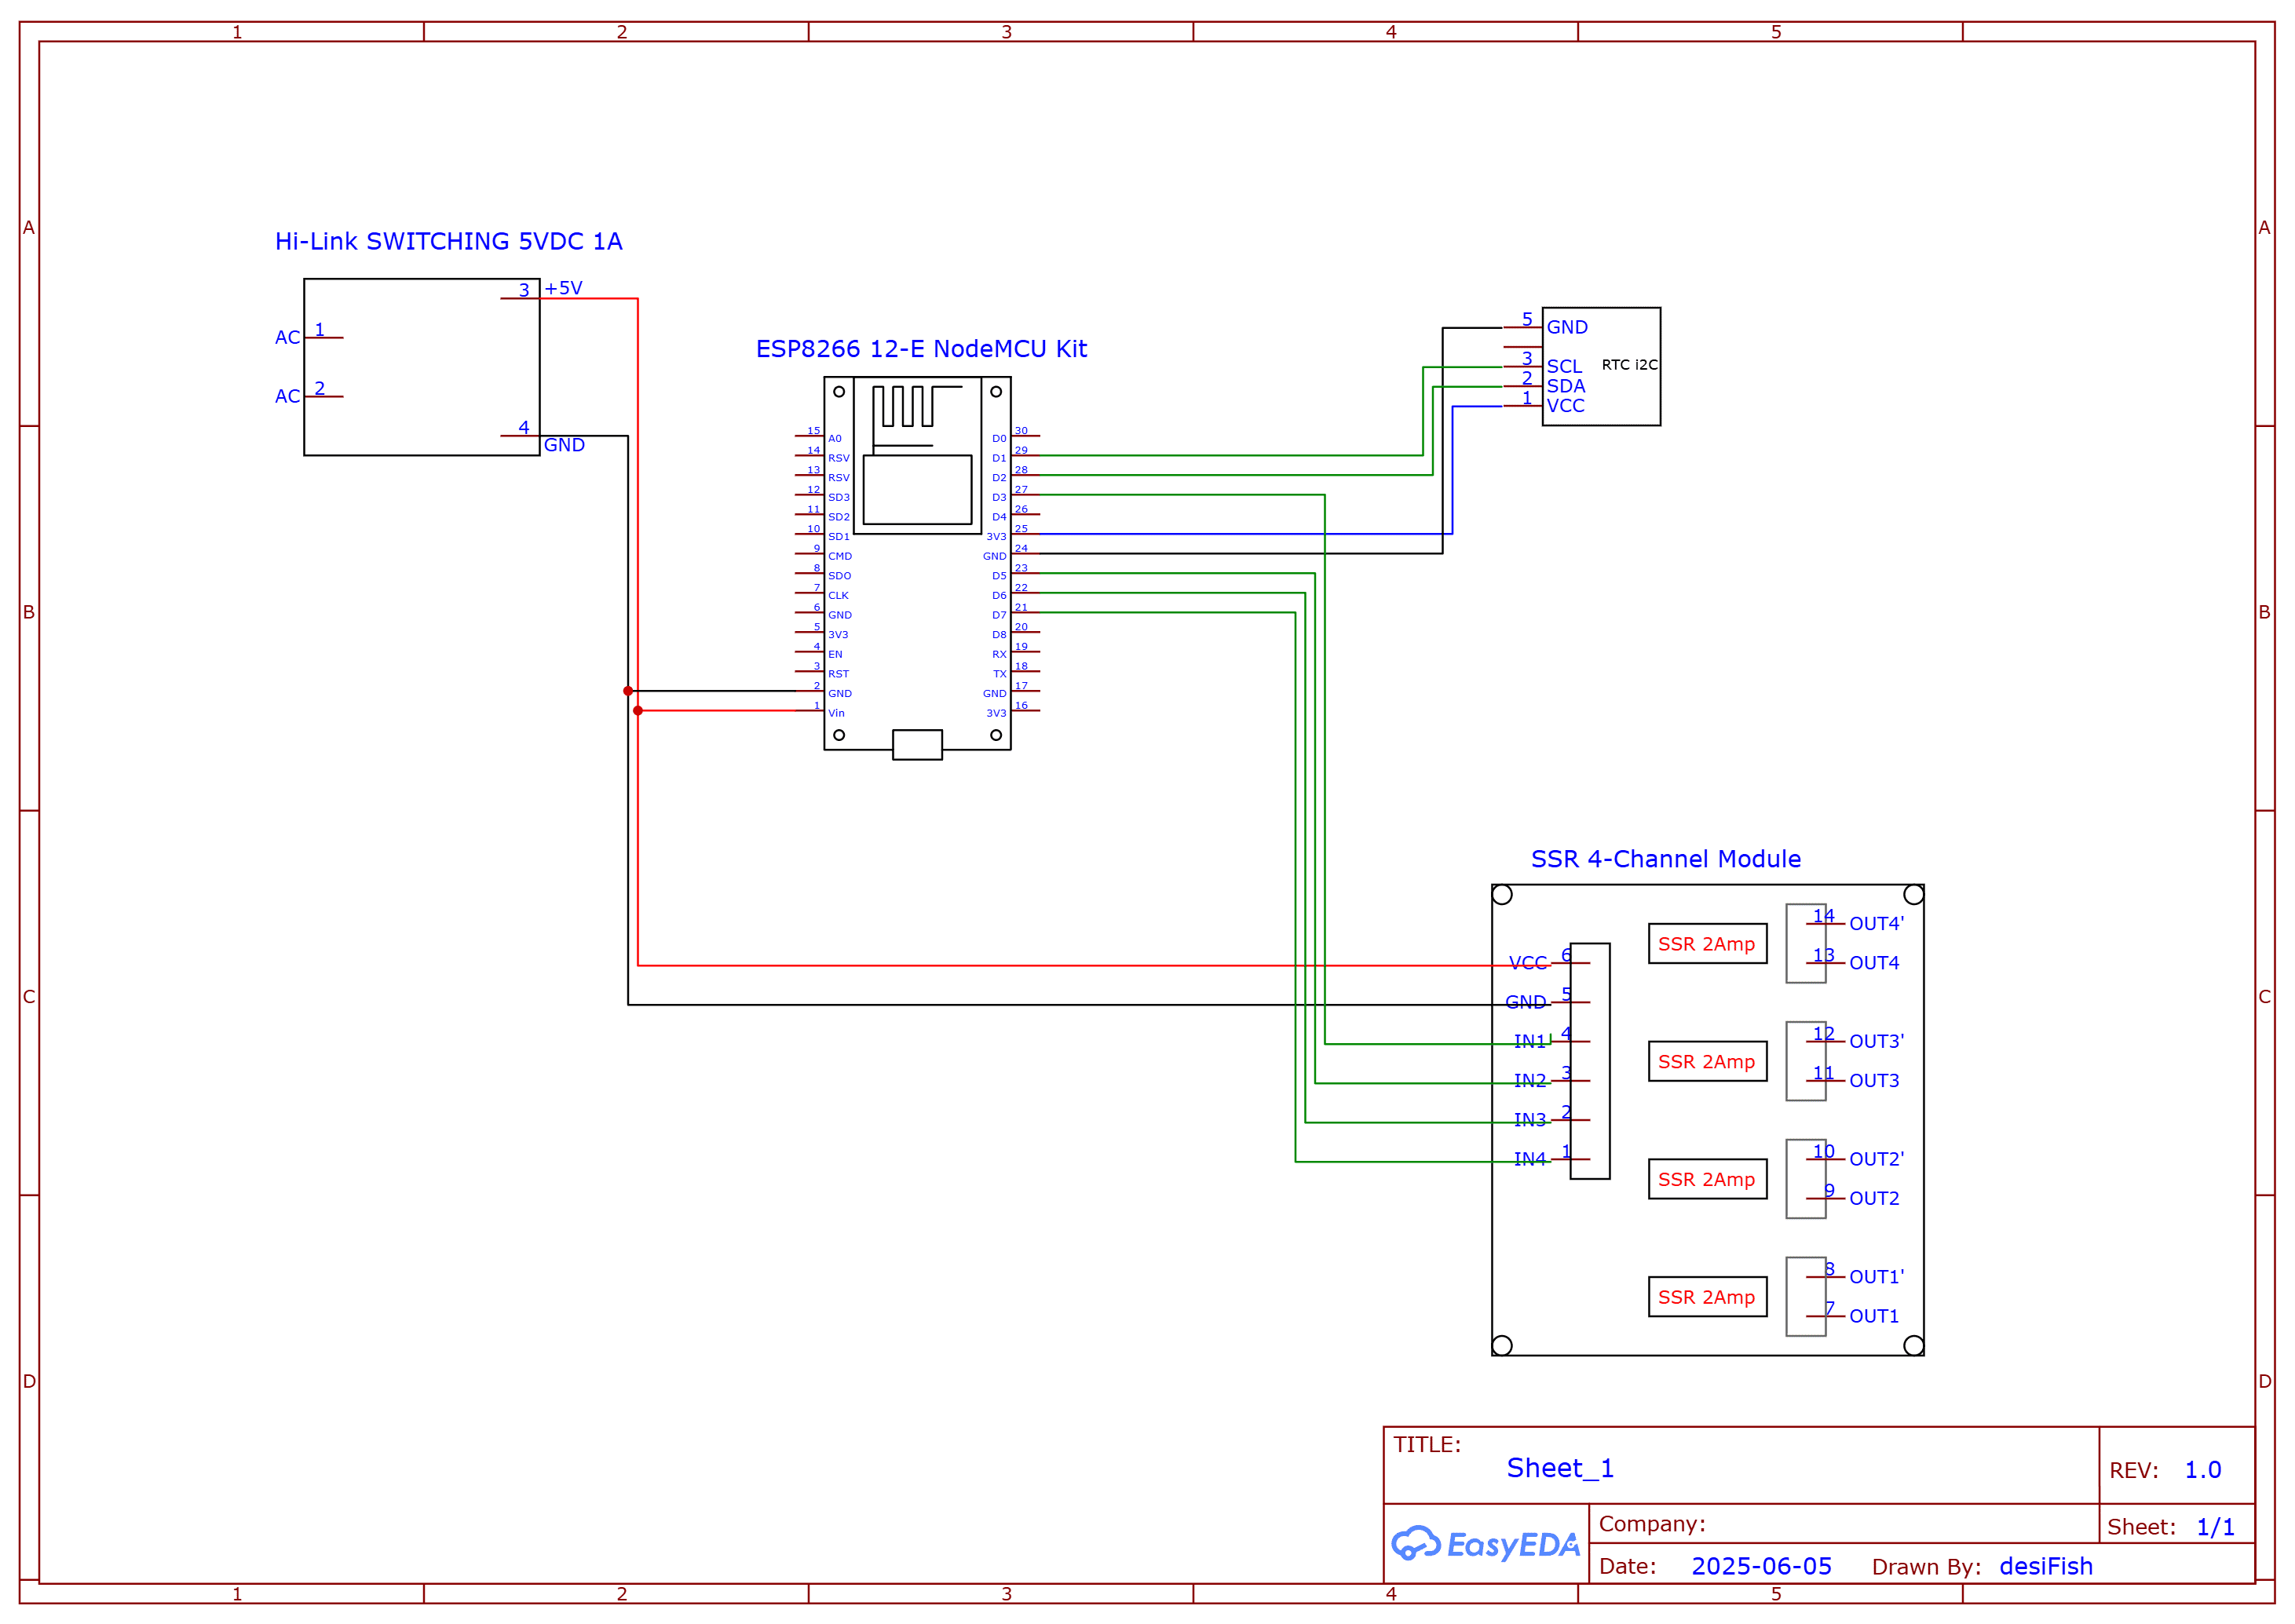 1 2 3 4 5
A A
Hi-Link SWITCHING 5VDC 1A
3 +5V
AC 1
AC 2
4 GND
ESP8266 12-E NodeMCU Kit
15 A0 D0 30
14 RSV D1 29
13 RSV D2 28
12 SD3 D3 27
11 SD2 D4 26
10 SD1 3V3 25
9 CMD GND 24
8 SDO D5 23
7 CLK D6 22
6 GND D7 21
5 3V3 D8 20
4 EN RX 19
3 RST TX 18
2 GND GND 17
1 Vin 3V3 16
5 GND
3 SCL RTC i2C
2 SDA
1 VCC
B B
SSR 4-Channel Module
VCC 6
GND 5
IN1 4
IN2 3
IN3 2
IN4 1
SSR 2Amp
14 OUT4'
13 OUT4
SSR 2Amp
12 OUT3'
11 OUT3
SSR 2Amp
10 OUT2'
9 OUT2
SSR 2Amp
8 OUT1'
7 OUT1
C C
D D
TITLE:
Sheet_1
REV: 1.0
EasyEDA
Company:
Sheet: 1/1
Date: 2025-06-05 Drawn By: desiFish
1 2 3 4 5